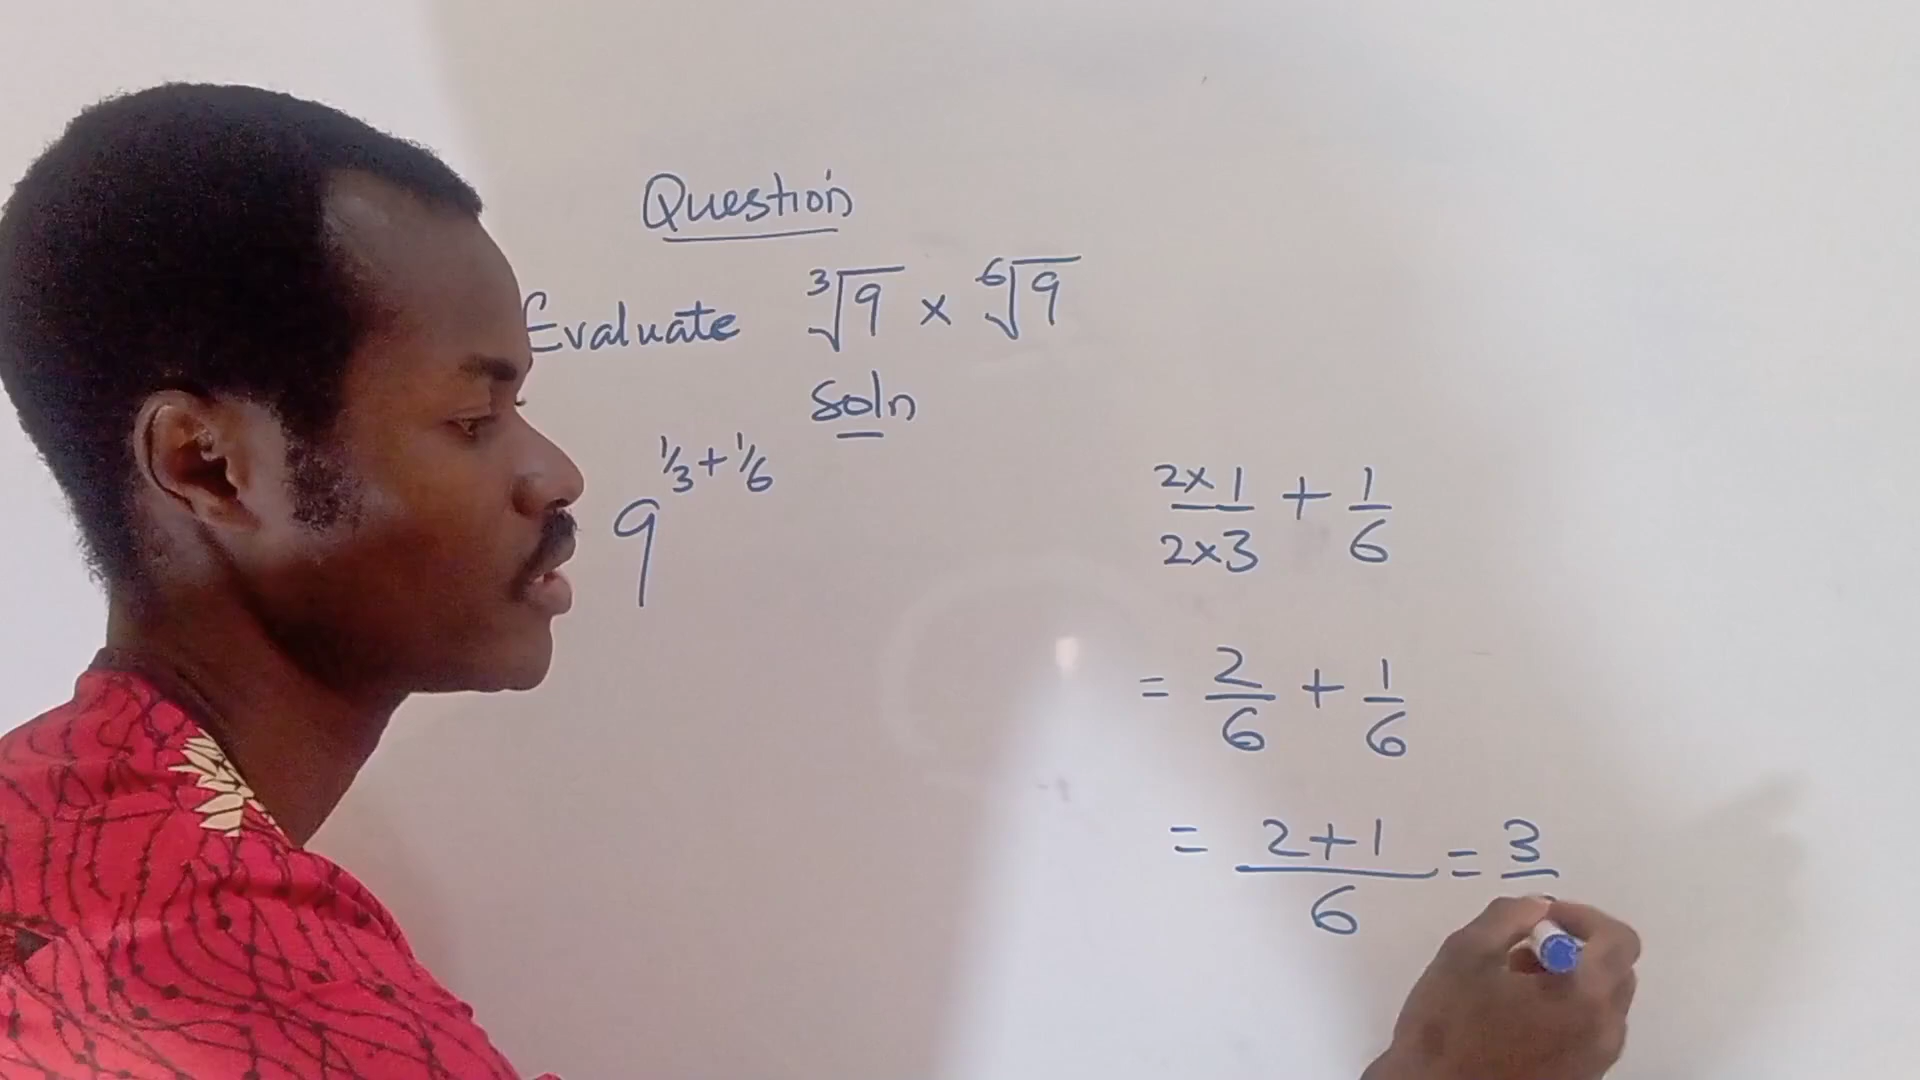 Question
Evaluate ³√9 × ⁶√9
Soln
9^(1/3 + 1/6)
(2×1)/(2×3) + 1/6
= 2/6 + 1/6
= (2+1)/6 = 3/